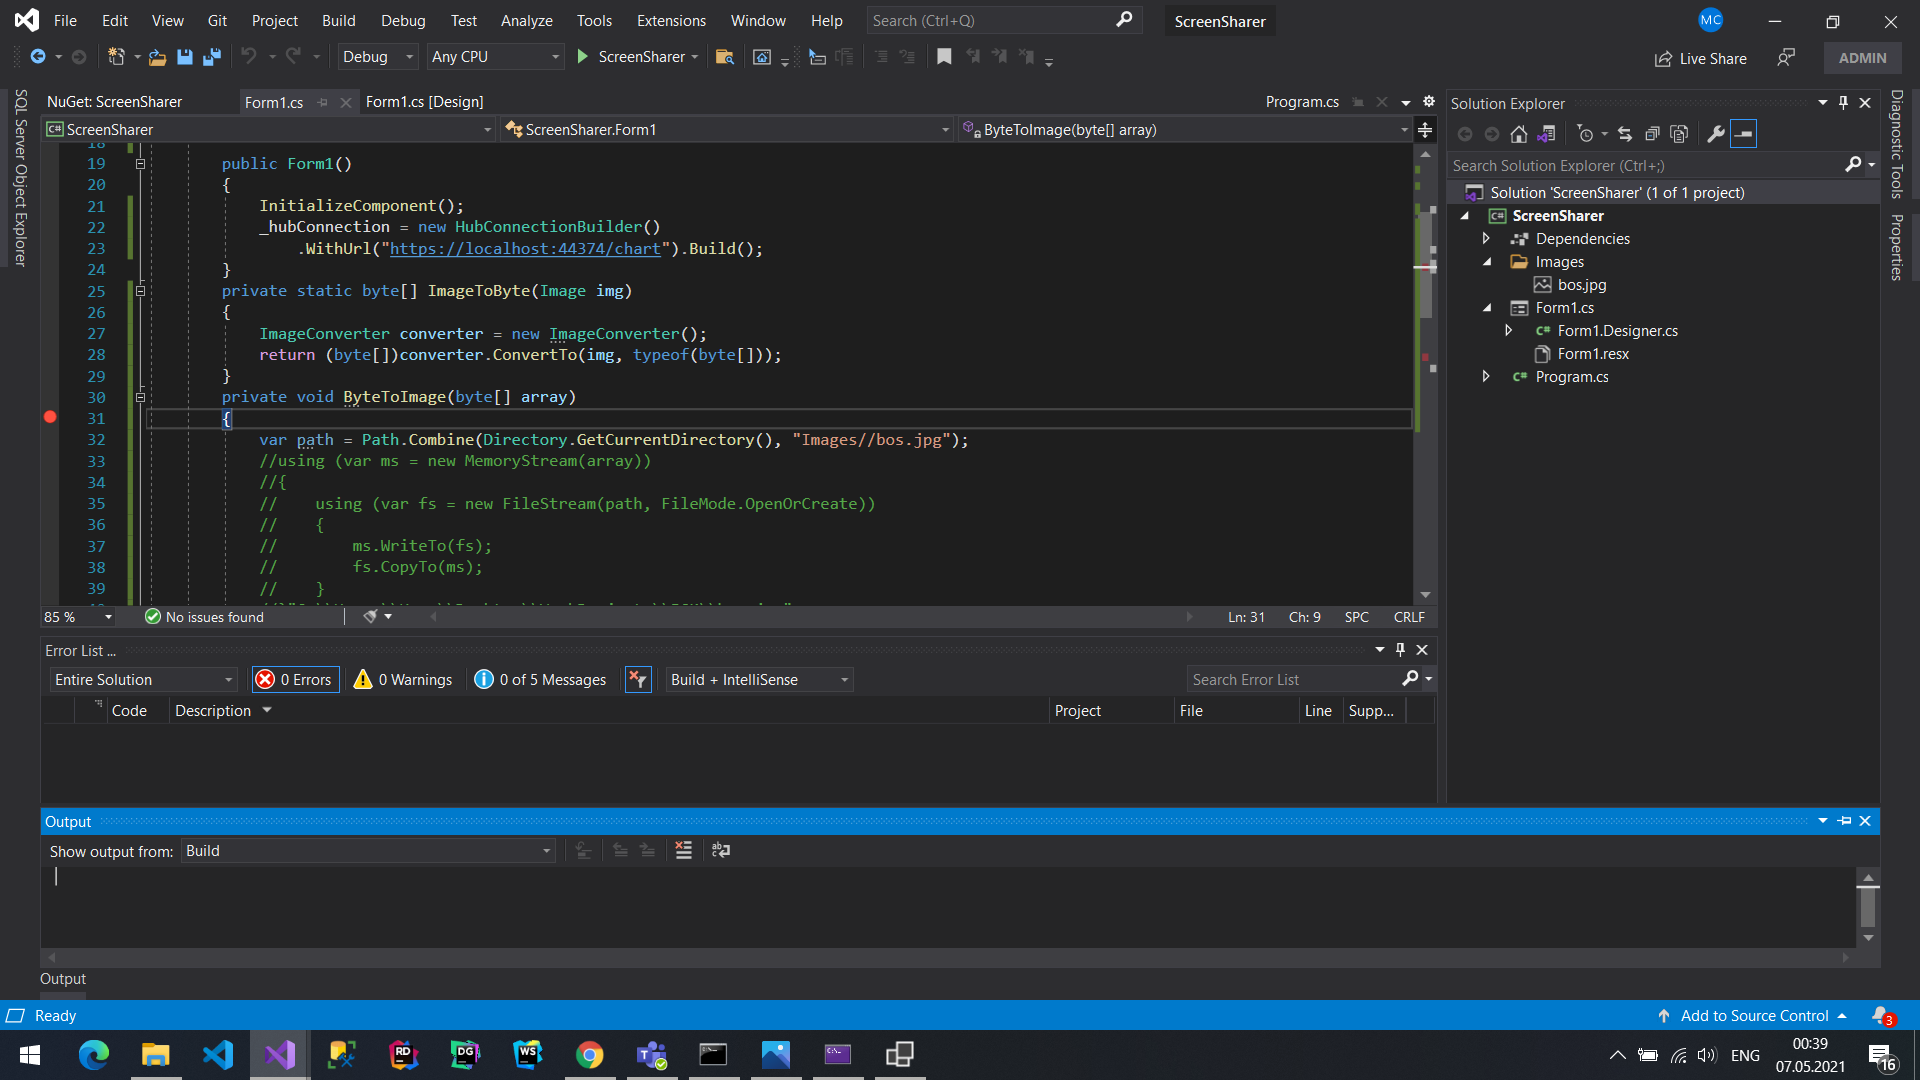 File Edit View Git Project Build Debug Test Analyze Tools Extensions Window Help Search (Ctrl+Q) ScreenSharer MC
Debug Any CPU ScreenSharer Live Share ADMIN
SQL Server Object Explorer
NuGet: ScreenSharer Form1.cs Form1.cs [Design] Program.cs
ScreenSharer ScreenSharer.Form1 ByteToImage(byte[] array)
18
19 public Form1()
20 {
21 InitializeComponent();
22 _hubConnection = new HubConnectionBuilder()
23 .WithUrl("https://localhost:44374/chart").Build();
24 }
25 private static byte[] ImageToByte(Image img)
26 {
27 ImageConverter converter = new ImageConverter();
28 return (byte[])converter.ConvertTo(img, typeof(byte[]));
29 }
30 private void ByteToImage(byte[] array)
31 {
32 var path = Path.Combine(Directory.GetCurrentDirectory(), "Images//bos.jpg");
33 //using (var ms = new MemoryStream(array))
34 //{
35 // using (var fs = new FileStream(path, FileMode.OpenOrCreate))
36 // {
37 // ms.WriteTo(fs);
38 // fs.CopyTo(ms);
39 // }
85 % No issues found Ln: 31 Ch: 9 SPC CRLF
Error List ...
Entire Solution 0 Errors 0 Warnings 0 of 5 Messages Build + IntelliSense Search Error List
Code Description Project File Line Supp...
Output
Show output from: Build
Output
Solution Explorer
Search Solution Explorer (Ctrl+;)
Solution 'ScreenSharer' (1 of 1 project)
C# ScreenSharer
Dependencies
Images
bos.jpg
Form1.cs
C# Form1.Designer.cs
Form1.resx
C# Program.cs
Diagnostic Tools
Properties
Ready Add to Source Control 3
RD DG WS T C:\. ENG 00:39
07.05.2021 16